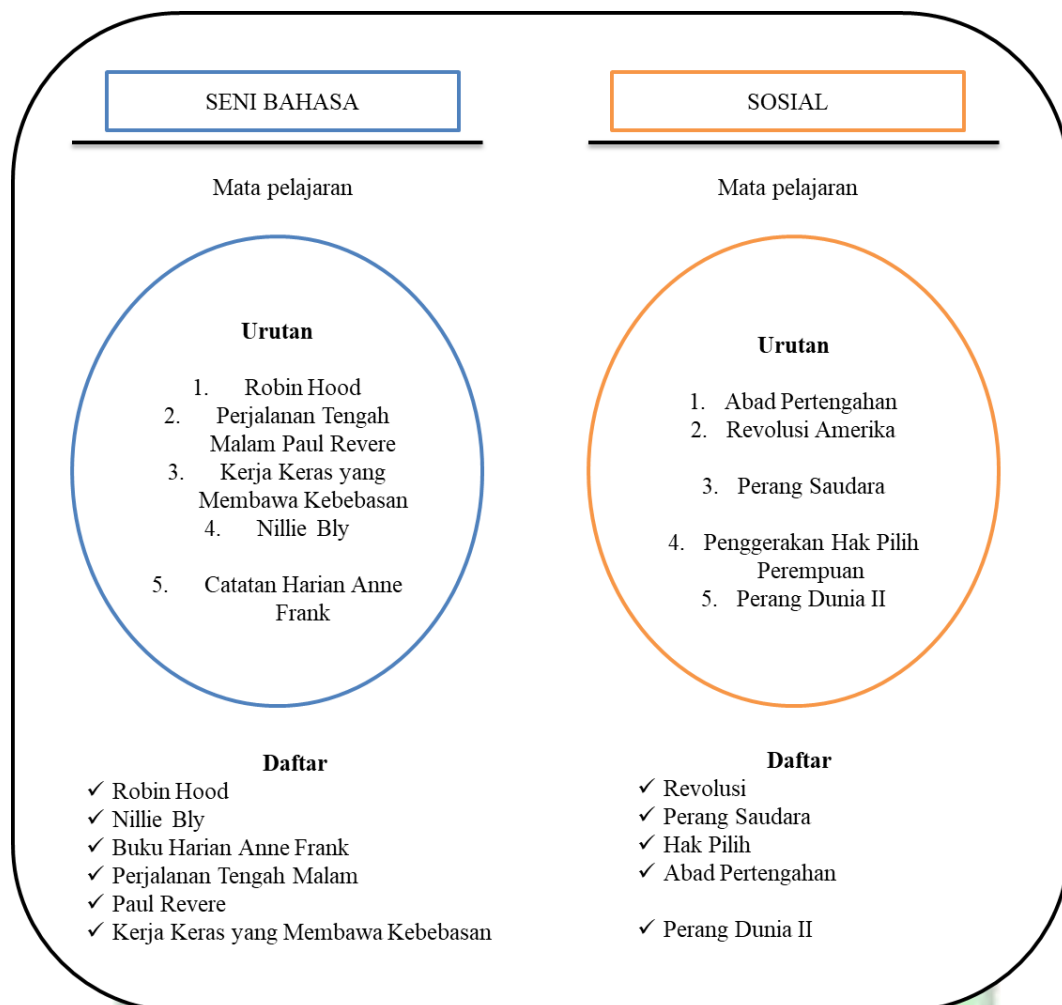 SENI BAHASA
Mata pelajaran
Urutan
1. Robin Hood
2. Perjalanan Tengah
Malam Paul Revere
3. Kerja Keras yang
Membawa Kebebasan
4. Nillie Bly
5. Catatan Harian Anne
Frank
Daftar
✓ Robin Hood
✓ Nillie Bly
✓ Buku Harian Anne Frank
✓ Perjalanan Tengah Malam
✓ Paul Revere
✓ Kerja Keras yang Membawa Kebebasan
SOSIAL
Mata pelajaran
Urutan
1. Abad Pertengahan
2. Revolusi Amerika
3. Perang Saudara
4. Penggerakan Hak Pilih
Perempuan
5. Perang Dunia II
Daftar
✓ Revolusi
✓ Perang Saudara
✓ Hak Pilih
✓ Abad Pertengahan
✓ Perang Dunia II